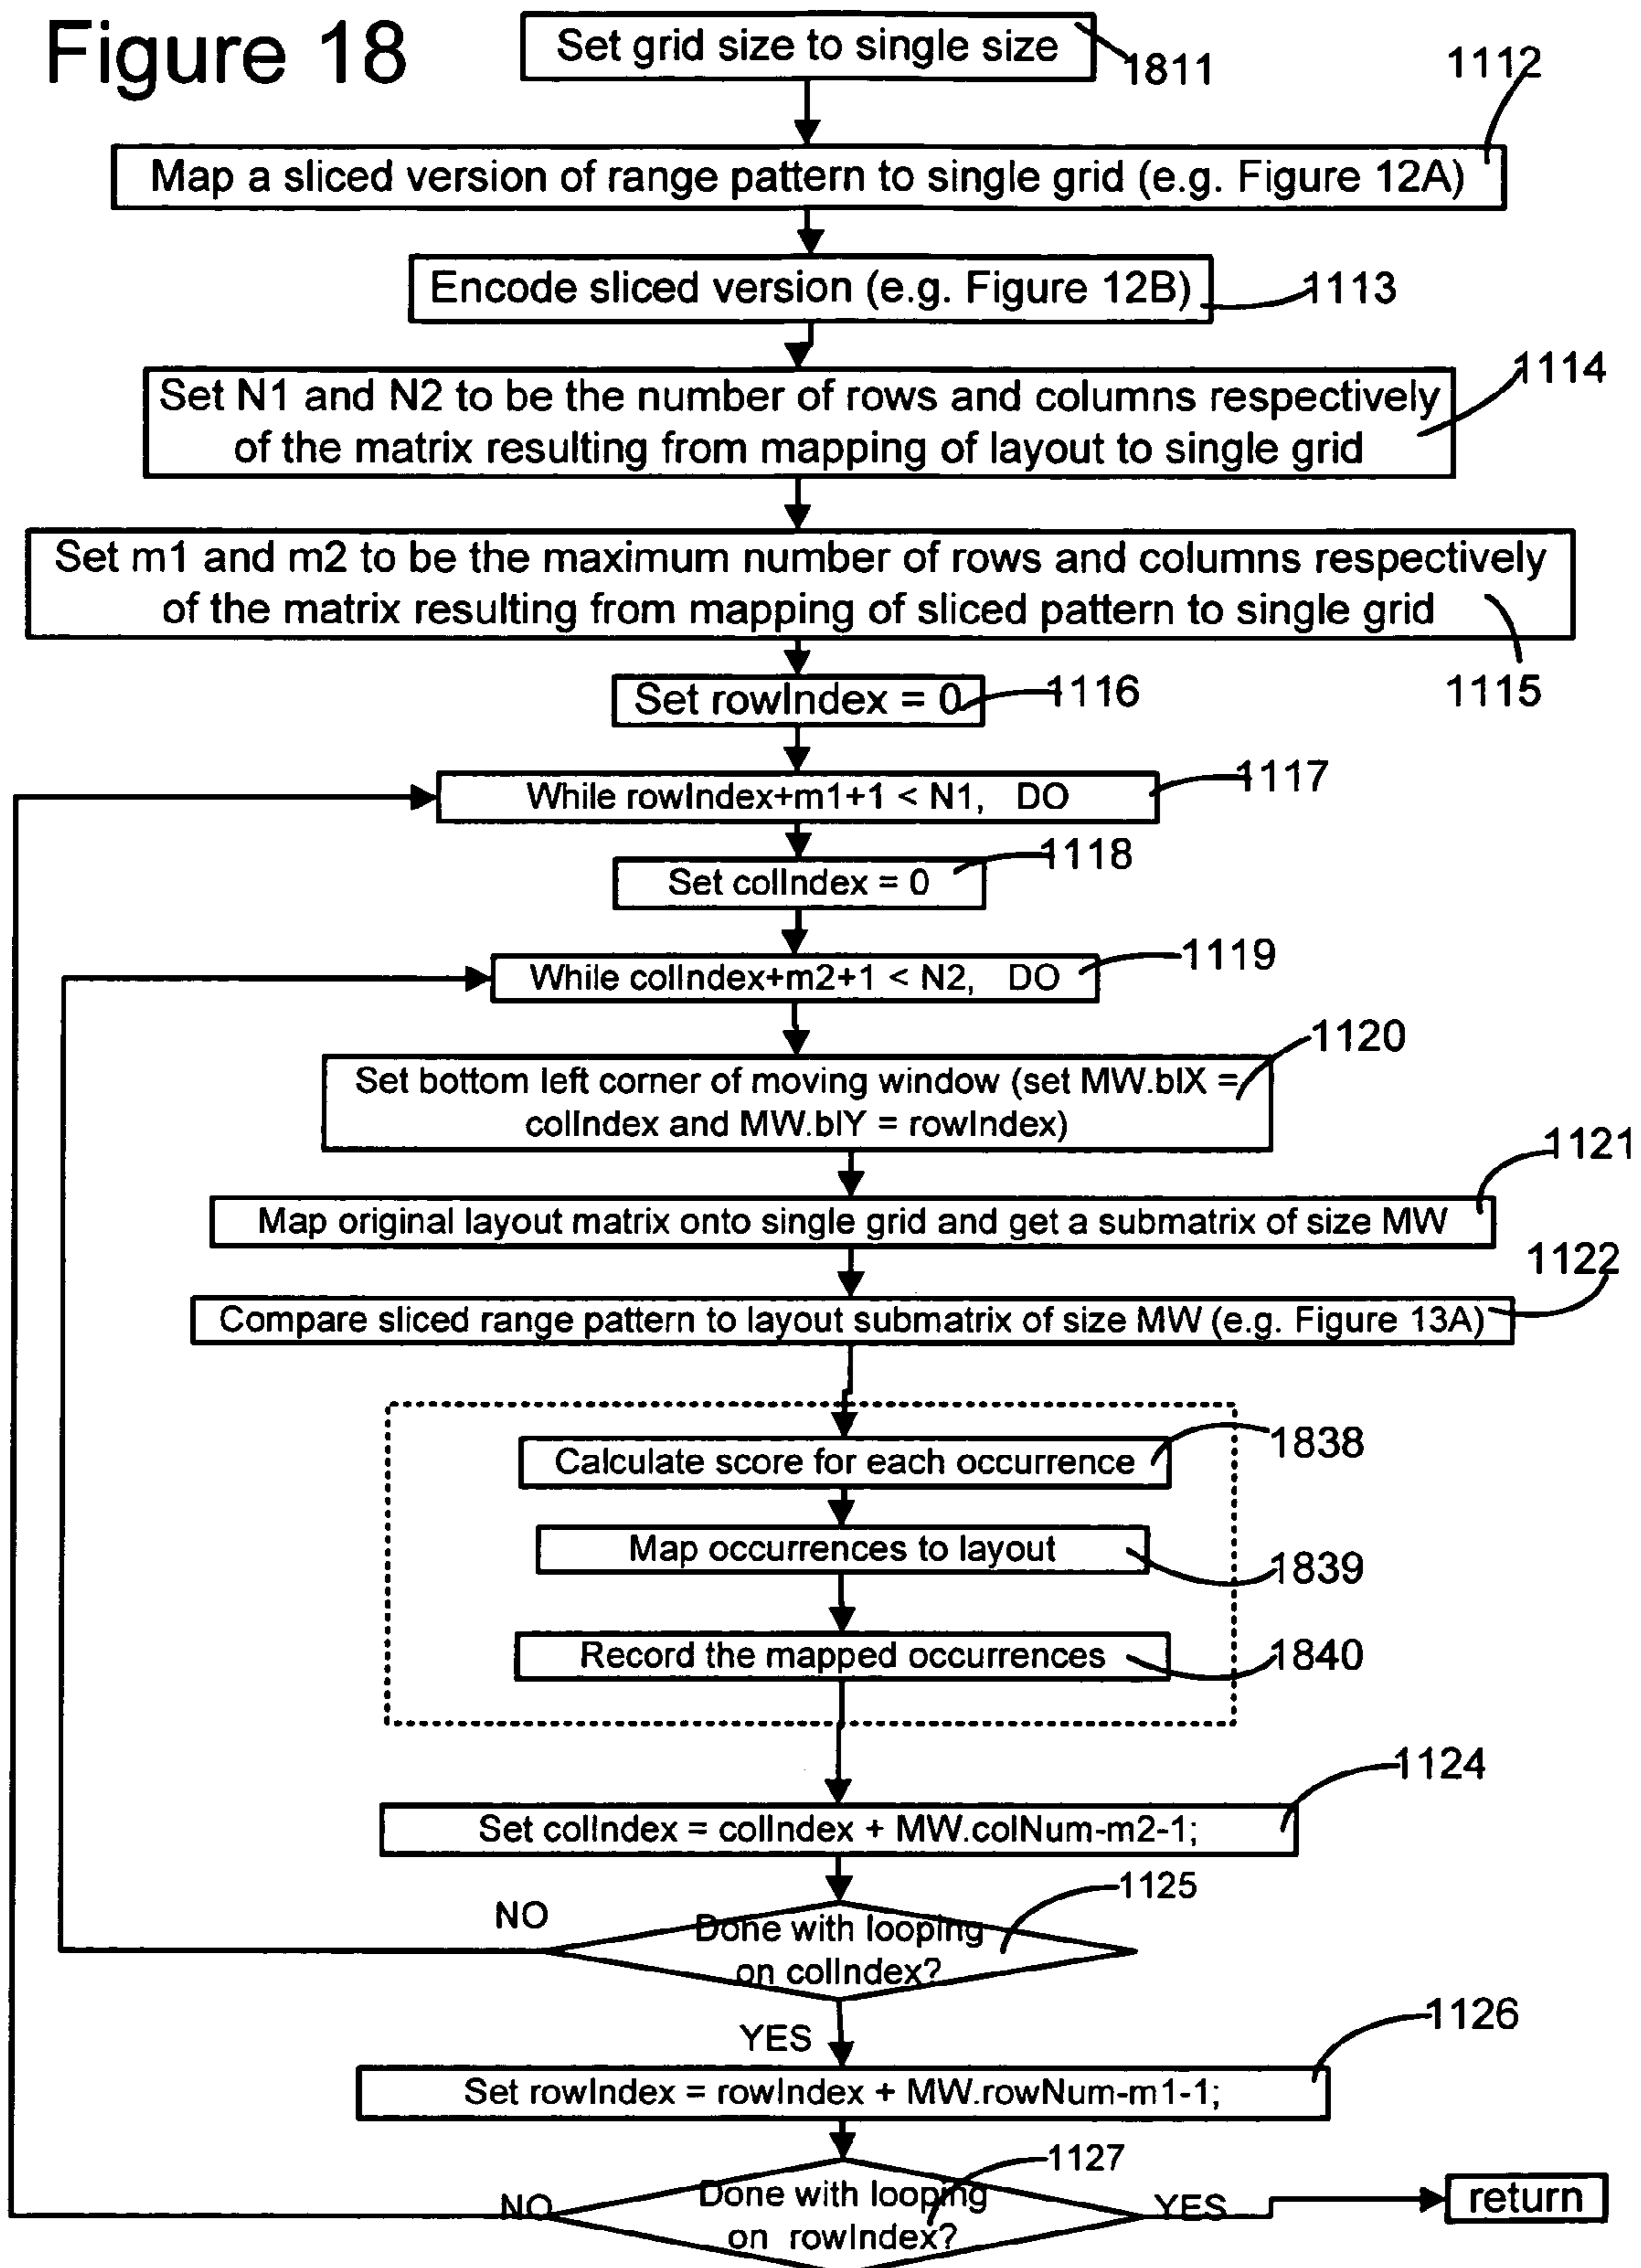 Figure 18
Set grid size to single size
1811
1112
Map a sliced version of range pattern to single grid (e.g. Figure 12A)
Encode sliced version (e.g. Figure 12B)
1113
1114
Set N1 and N2 to be the number of rows and columns respectively
of the matrix resulting from mapping of layout to single grid
Set m1 and m2 to be the maximum number of rows and columns respectively
of the matrix resulting from mapping of sliced pattern to single grid
1115
Set rowIndex = 0
1116
1117
While rowIndex+m1+1 < N1, DO
1118
Set colIndex = 0
1119
While colIndex+m2+1 < N2, DO
1120
Set bottom left corner of moving window (set MW.blX =
colIndex and MW.blY = rowIndex)
1121
Map original layout matrix onto single grid and get a submatrix of size MW
1122
Compare sliced range pattern to layout submatrix of size MW (e.g. Figure 13A)
1838
Calculate score for each occurrence
Map occurrences to layout
1839
Record the mapped occurrences
1840
1124
Set colIndex = colIndex + MW.colNum-m2-1;
1125
NO
Done with looping
on colIndex?
YES
1126
Set rowIndex = rowIndex + MW.rowNum-m1-1;
1127
NO
Done with looping
on rowIndex?
YES
return